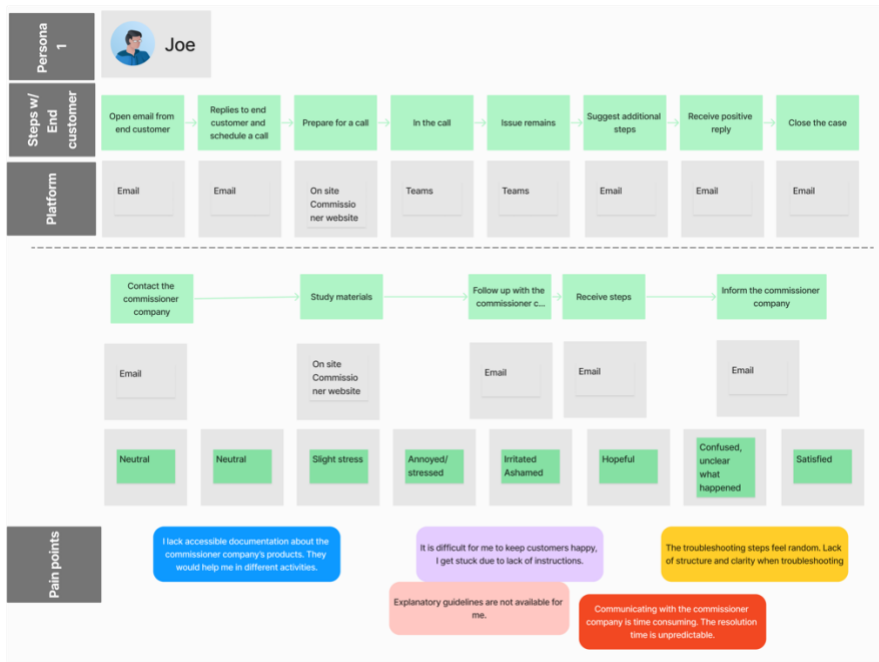 Persona
1
Joe
Steps w/
End
customer
Open email from
end customer
Replies to end
customer and
schedule a call
Prepare for a call
In the call
Issue remains
Suggest additional
steps
Receive positive
reply
Close the case
Platform
Email
Email
On site
Commissio
ner website
Teams
Teams
Email
Email
Email
Contact the
commissioner
company
Study materials
Follow up with the
commissioner c...
Receive steps
Inform the commissioner
company
Email
On site
Commissio
ner website
Email
Email
Email
Neutral
Neutral
Slight stress
Annoyed/
stressed
Irritated
Ashamed
Hopeful
Confused,
unclear
what
happened
Satisfied
Pain points
I lack accessible documentation about the
commissioner company's products. They
would help me in different activities.
It is difficult for me to keep customers happy,
I get stuck due to lack of instructions.
The troubleshooting steps feel random. Lack
of structure and clarity when troubleshooting
Explanatory guidelines are not available for
me.
Communicating with the commissioner
company is time consuming. The resolution
time is unpredictable.